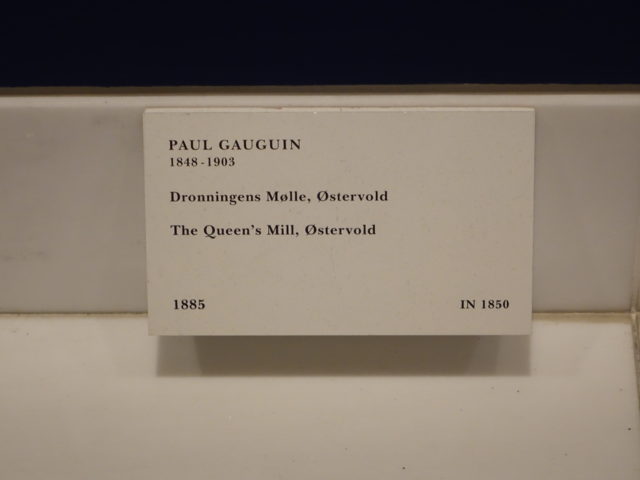 PAUL GAUGUIN
1848-1903
Dronningens Mølle, Østervold
The Queen's Mill, Østervold
1885 IN 1850